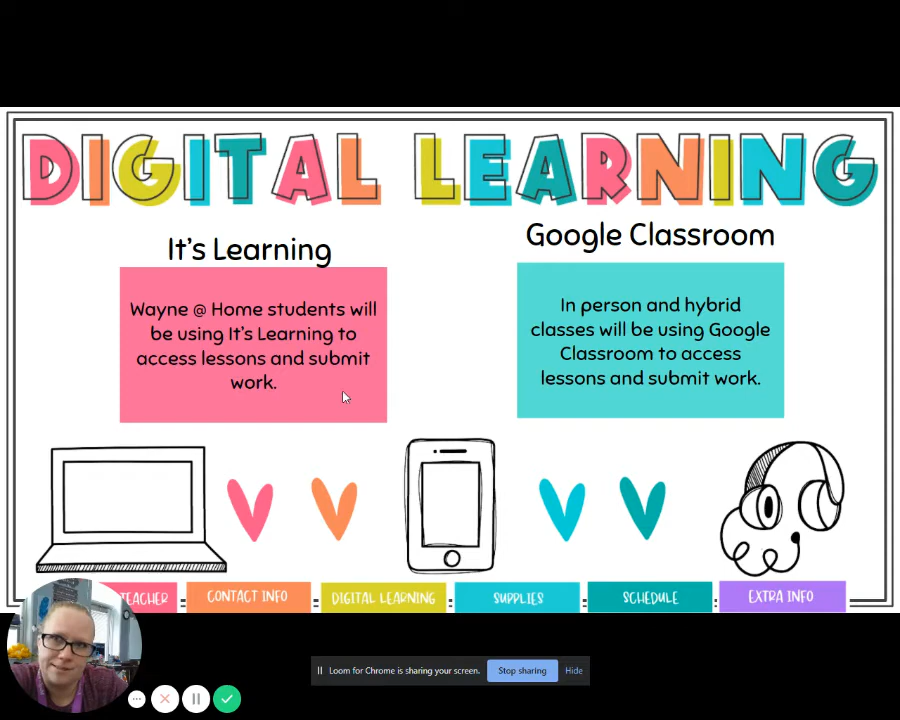 DIGITAL LEARNING
It's Learning
Wayne @ Home students will
be using It's Learning to
access lessons and submit
work.
Google Classroom
In person and hybrid
classes will be using Google
Classroom to access
lessons and submit work.
TEACHER
CONTACT INFO
DIGITAL LEARNING
SUPPLIES
SCHEDULE
EXTRA INFO
Loom for Chrome is sharing your screen.
Stop sharing
Hide